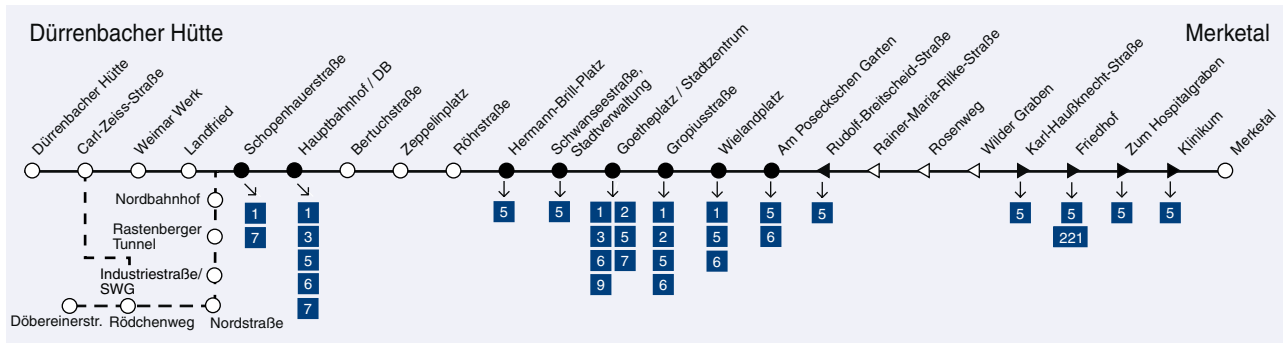 Dürrenbacher Hütte
Merketal
Dürrenbacher Hütte
Carl-Zeiss-Straße
Weimar Werk
Landfried
Schopenhauerstraße
Hauptbahnhof / DB
Bertuchstraße
Zeppelinplatz
Röhrstraße
Hermann-Brill-Platz
Schwanseestraße,
Stadtverwaltung
Goetheplatz / Stadtzentrum
Gropiusstraße
Wielandplatz
Am Poseckschen Garten
Rudolf-Breitscheid-Straße
Rainer-Maria-Rilke-Straße
Rosenweg
Wilder Graben
Karl-Haußknecht-Straße
Friedhof
Zum Hospitalgraben
Klinikum
Merketal
Nordbahnhof
Rastenberger
Tunnel
Industriestraße/
SWG
Döbereinerstr.
Rödchenweg
Nordstraße
1
7
1
3
5
6
7
5
5
1 2
3 5
6 7
9
1
2
5
6
1
5
6
5
6
5
5
5
221
5
5